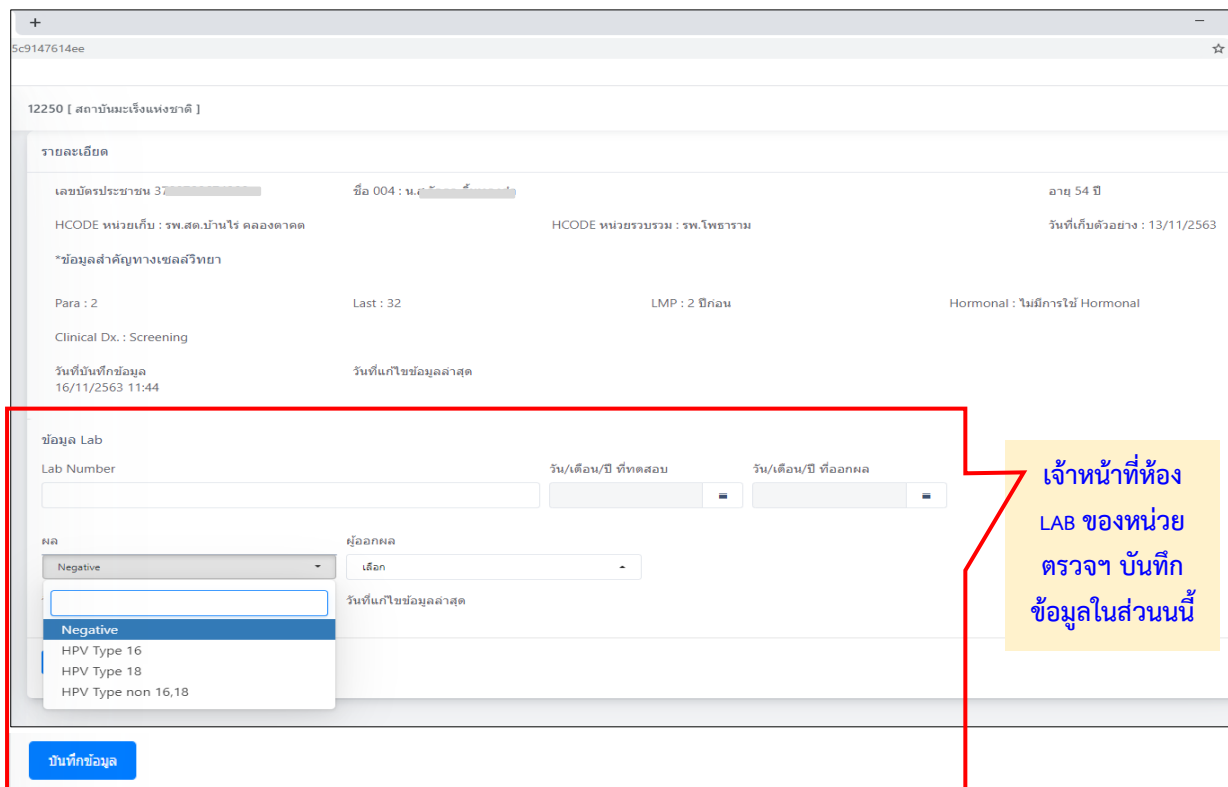 5c9147614ee
12250 [ สถาบันมะเร็งแห่งชาติ ]
รายละเอียด
เลขบัตรประชาชน 37 ชื่อ 004 : น.ส อายุ 54 ปี
HCODE หน่วยเก็บ : รพ.สต.บ้านไร่ คลองตาคต HCODE หน่วยรวบรวม : รพ.โพธาราม วันที่เก็บตัวอย่าง : 13/11/2563
*ข้อมูลสำคัญทางเซลล์วิทยา
Para : 2 Last : 32 LMP : 2 ปีก่อน Hormonal : ไม่มีการใช้ Hormonal
Clinical Dx. : Screening
วันที่บันทึกข้อมูล วันที่แก้ไขข้อมูลล่าสุด
16/11/2563 11:44
ข้อมูล Lab
Lab Number วัน/เดือน/ปี ที่ทดสอบ วัน/เดือน/ปี ที่ออกผล
ผล ผู้ออกผล
Negative เลือก
วันที่แก้ไขข้อมูลล่าสุด
Negative
HPV Type 16
HPV Type 18
HPV Type non 16,18
บันทึกข้อมูล
เจ้าหน้าที่ห้อง
LAB ของหน่วย
ตรวจฯ บันทึก
ข้อมูลในส่วนนนี้